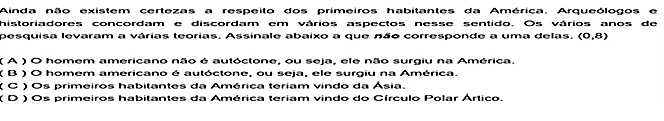 Ainda não existem certezas a respeito dos primeiros habitantes da América. Arqueólogos e
historiadores concordam e discordam em vários aspectos nesse sentido. Os vários anos de
pesquisa levaram a várias teorias. Assinale abaixo a que não corresponde a uma delas. (0,8)
( A ) O homem americano não é autóctone, ou seja, ele não surgiu na América.
( B ) O homem americano é autóctone, ou seja, ele surgiu na América.
( C ) Os primeiros habitantes da América teriam vindo da Ásia.
( D ) Os primeiros habitantes da América teriam vindo do Círculo Polar Ártico.